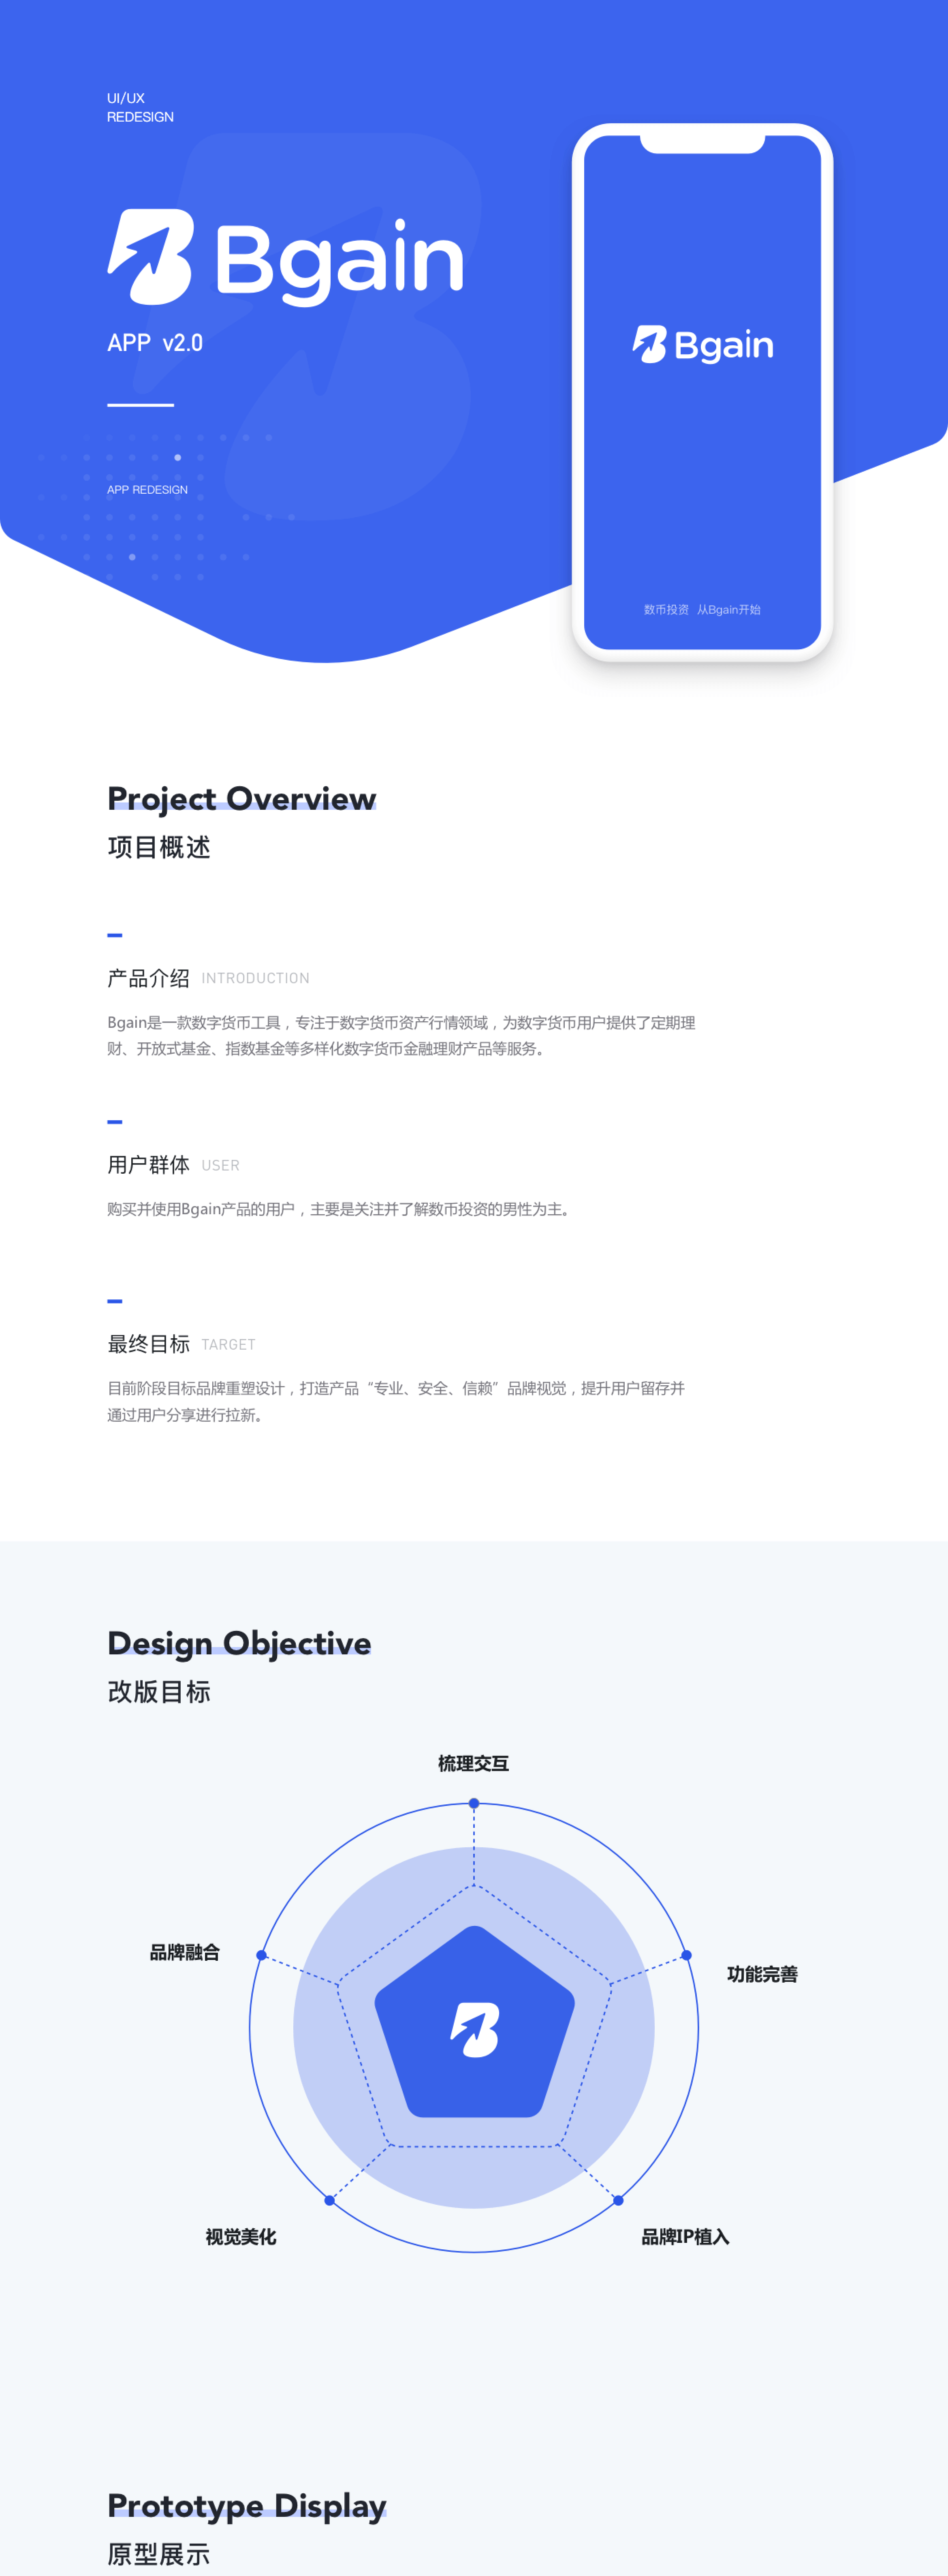 UI/UX
REDESIGN
Bgain
APP v2.0
APP REDESIGN
Bgain
数币投资 从Bgain开始
Project Overview
项目概述
产品介绍 INTRODUCTION
Bgain是一款数字货币工具，专注于数字货币资产行情领域，为数字货币用户提供了定期理
财、开放式基金、指数基金等多样化数字货币金融理财产品等服务。
用户群体 USER
购买并使用Bgain产品的用户，主要是关注并了解数币投资的男性为主。
最终目标 TARGET
目前阶段目标品牌重塑设计，打造产品“专业、安全、信赖”品牌视觉，提升用户留存并
通过用户分享进行拉新。
Design Objective
改版目标
梳理交互
品牌融合
功能完善
视觉美化
品牌IP植入
Prototype Display
原型展示